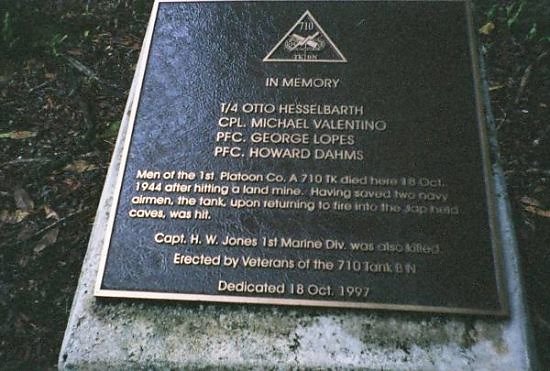 710
TK BN
IN MEMORY
T/4 OTTO HESSELBARTH
CPL. MICHAEL VALENTINO
PFC. GEORGE LOPES
PFC. HOWARD DAHMS
Men of the 1st. Platoon Co. A 710 TK died here 18 Oct.
1944 after hitting a land mine. Having saved two navy
airmen, the tank, upon returning to fire into the Jap held
caves, was hit.
Capt. H. W. Jones 1st Marine Div. was also killed.
Erected by Veterans of the 710 Tank BN
Dedicated 18 Oct. 1997